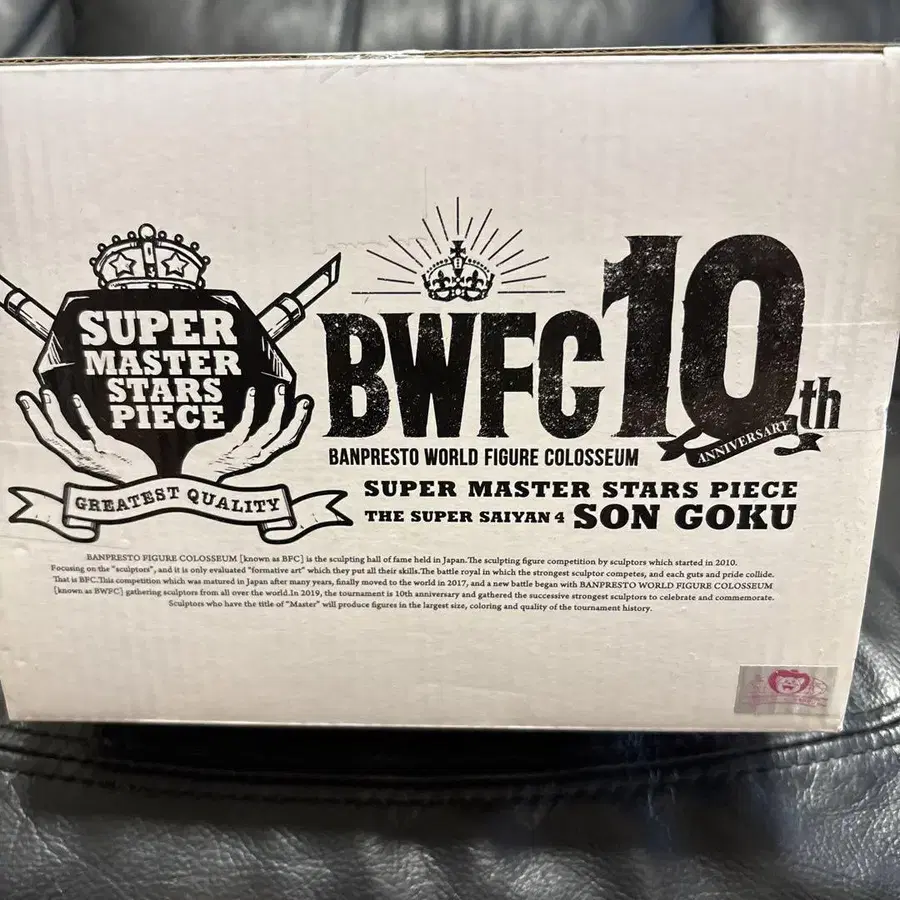 SUPER
MASTER
STARS
PIECE
GREATEST QUALITY
BWFC 10th
ANNIVERSARY
BANPRESTO WORLD FIGURE COLOSSEUM
SUPER MASTER STARS PIECE
THE SUPER SAIYAN 4 SON GOKU
BANPRESTO FIGURE COLOSSEUM [known as BFC] is the sculpting hall of fame held in Japan.The sculpting figure competition by sculptors which started in 2010.
Focusing on the "sculptors", and it is only evaluated "formative art" which they put all their skills.The battle royal in which the strongest sculptor competes, and each guts and pride collide.
That is BFC.This competition which was matured in Japan after many years, finally moved to the world in 2017, and a new battle began with BANPRESTO WORLD FIGURE COLOSSEUM
[known as BWFC] gathering sculptors from all over the world.In 2019, the tournament is 10th anniversary and gathered the successive strongest sculptors to celebrate and commemorate.
Sculptors who have the title of "Master" will produce figures in the largest size, coloring and quality of the tournament history.